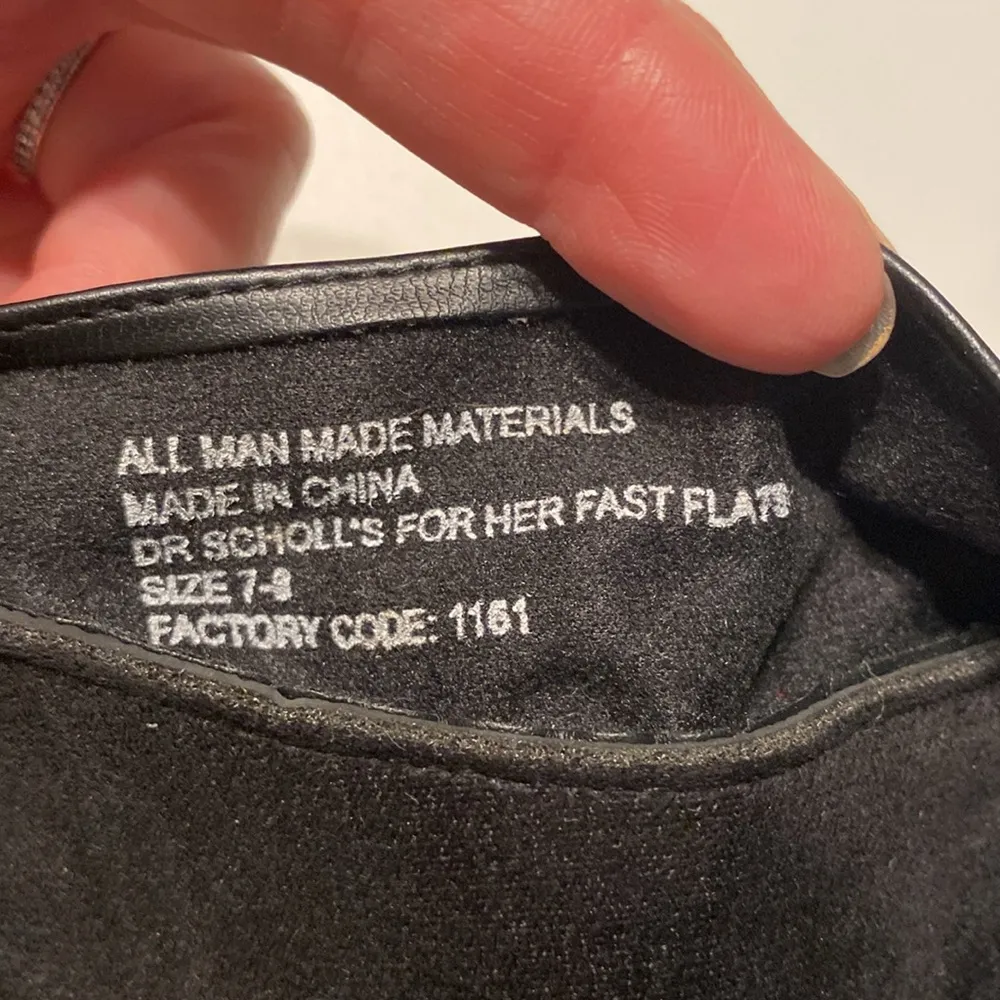 ALL MAN MADE MATERIALS
MADE IN CHINA
DR SCHOLL'S FOR HER FAST FLATS
SIZE 7-8
FACTORY CODE: 1161